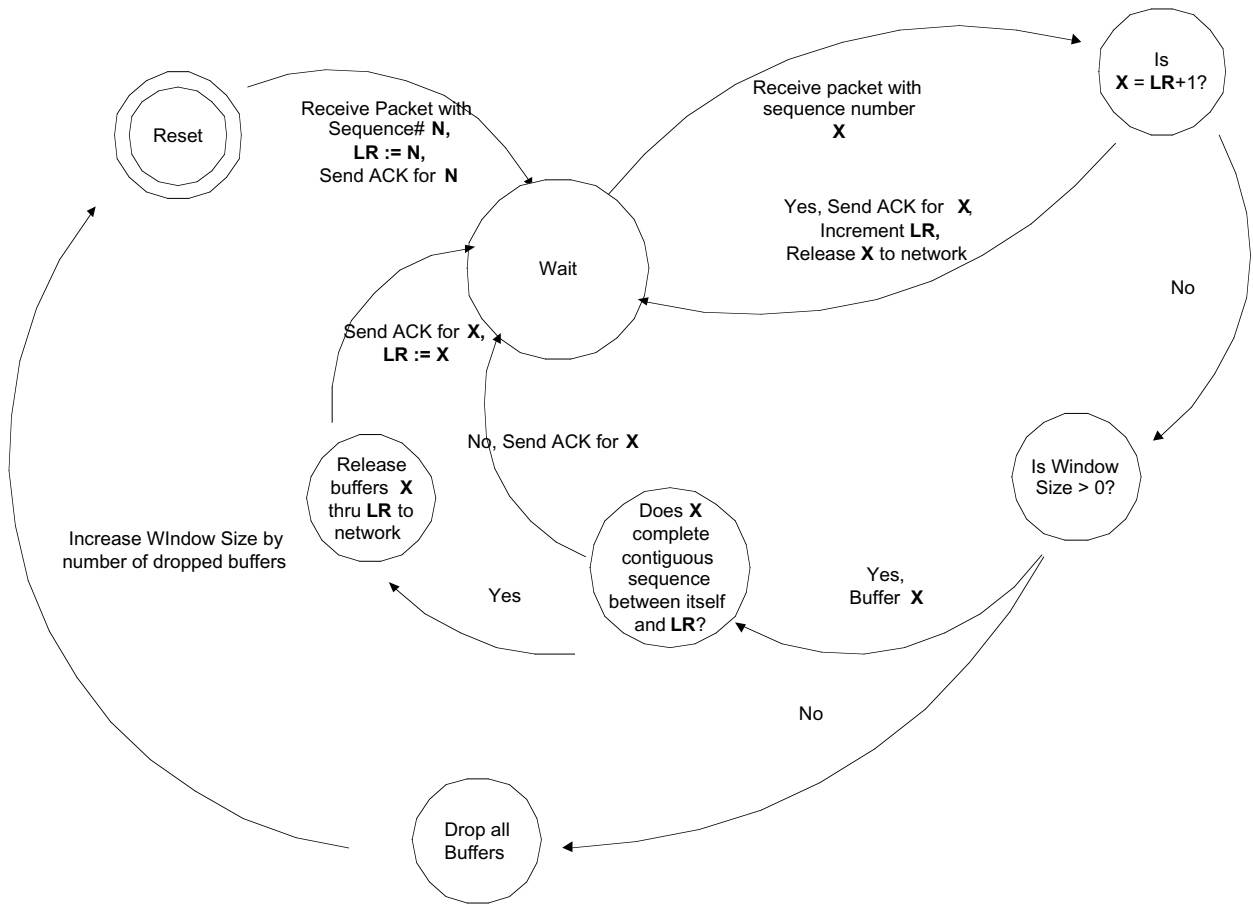 Reset
Receive Packet with
Sequence# N,
LR := N,
Send ACK for N
Receive packet with
sequence number
X
Is
X = LR+1?
Yes, Send ACK for X,
Increment LR,
Release X to network
Wait
No
Send ACK for X,
LR := X
No, Send ACK for X
Release
buffers X
thru LR to
network
Is Window
Size > 0?
Does X
complete
contiguous
sequence
between itself
and LR?
Increase WIndow Size by
number of dropped buffers
Yes
Yes,
Buffer X
No
Drop all
Buffers